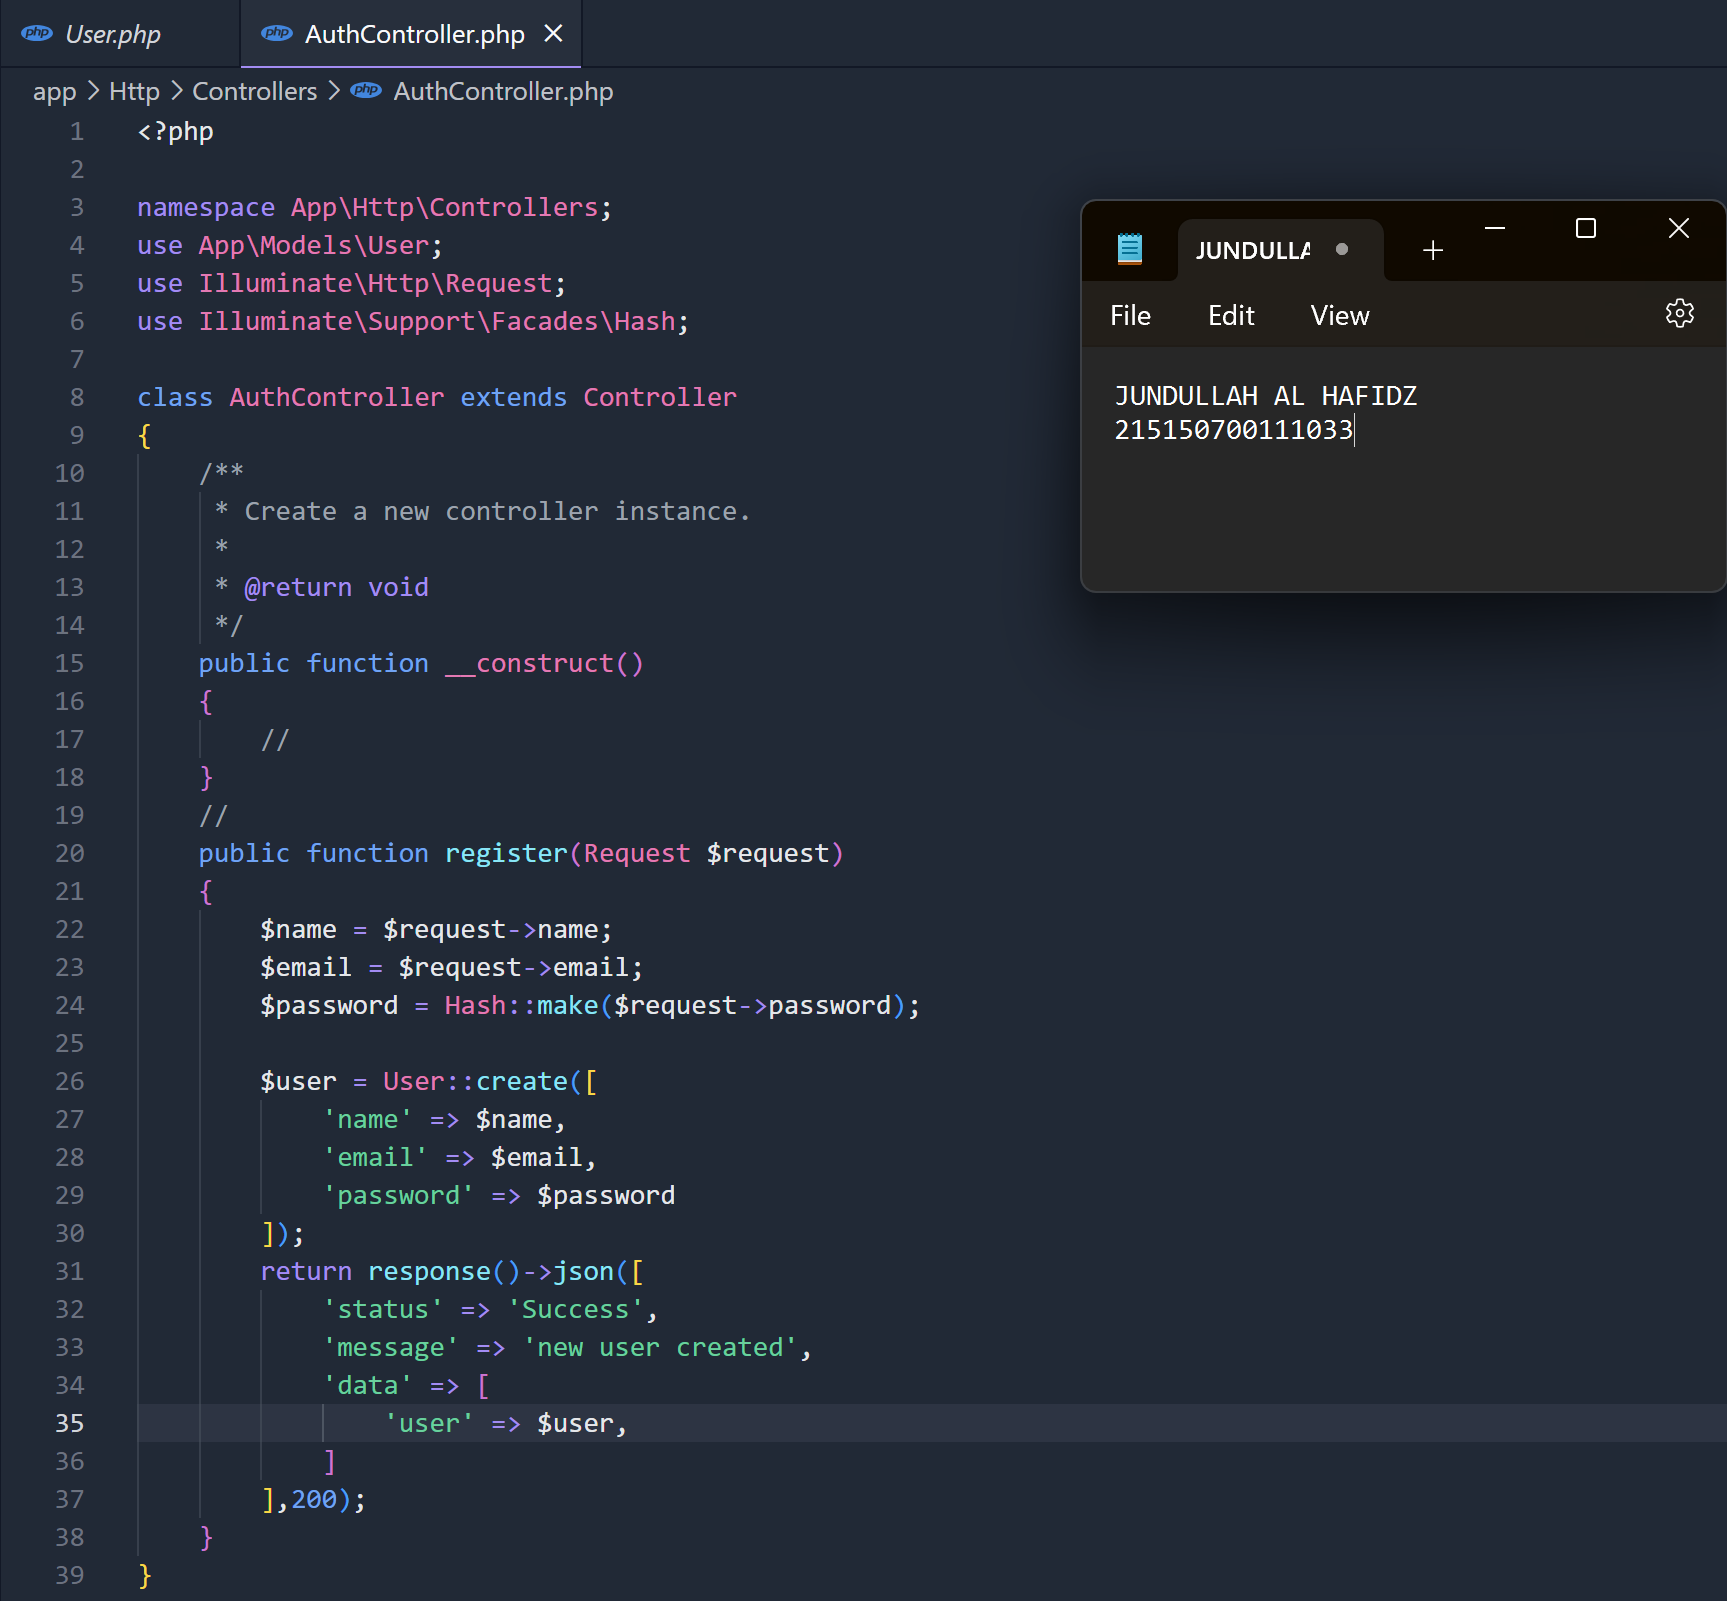 User.php
AuthController.php
app > Http > Controllers > AuthController.php
1 <?php
2
3 namespace App\Http\Controllers;
4 use App\Models\User;
5 use Illuminate\Http\Request;
6 use Illuminate\Support\Facades\Hash;
7
8 class AuthController extends Controller
9 {
10     /**
11      * Create a new controller instance.
12      *
13      * @return void
14      */
15     public function __construct()
16     {
17         //
18     }
19     //
20     public function register(Request $request)
21     {
22         $name = $request->name;
23         $email = $request->email;
24         $password = Hash::make($request->password);
25
26         $user = User::create([
27             'name' => $name,
28             'email' => $email,
29             'password' => $password
30         ]);
31         return response()->json([
32             'status' => 'Success',
33             'message' => 'new user created',
34             'data' => [
35                 'user' => $user,
36             ]
37         ],200);
38     }
39 }
JUNDULLA
File Edit View
JUNDULLAH AL HAFIDZ
215150700111033